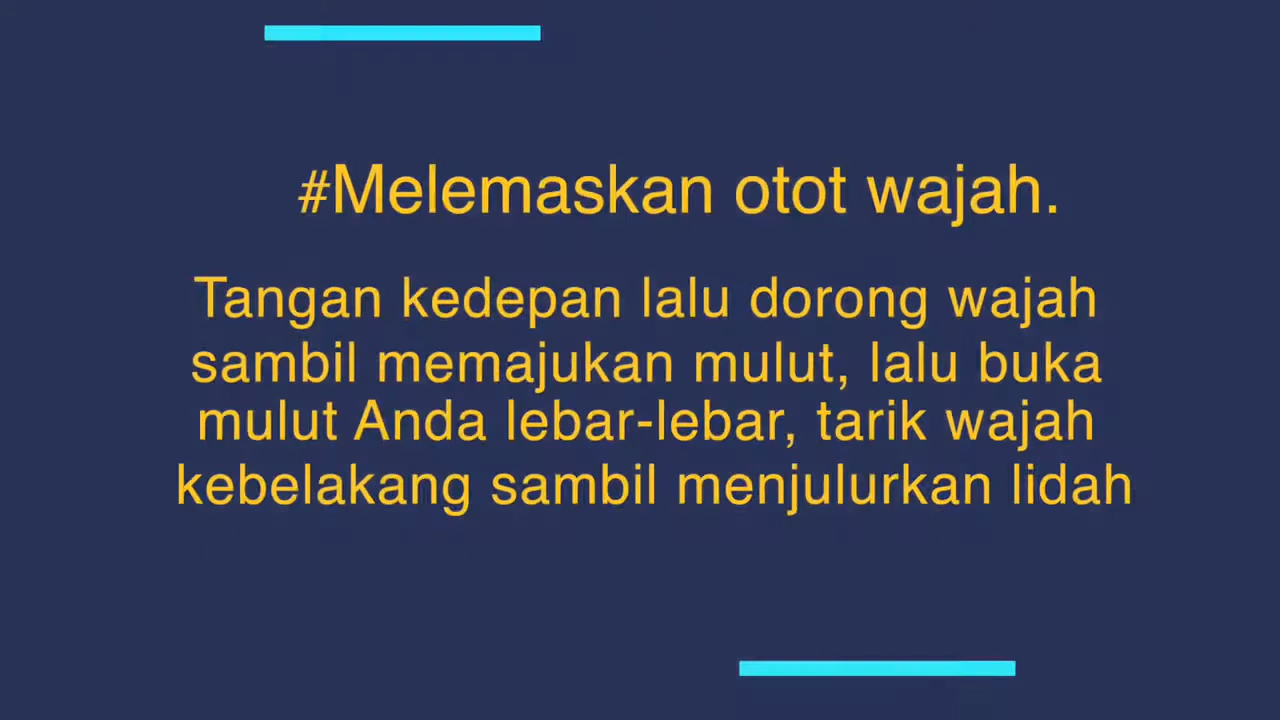 #Melemaskan otot wajah.
Tangan kedepan lalu dorong wajah
sambil memajukan mulut, lalu buka
mulut Anda lebar-lebar, tarik wajah
kebelakang sambil menjulurkan lidah